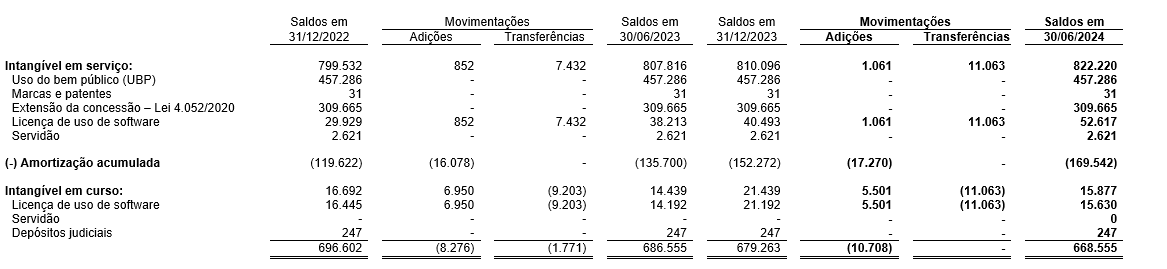 Saldos em Movimentações Saldos em Saldos em Movimentações Saldos em
31/12/2022 Adições Transferências 30/06/2023 31/12/2023 Adições Transferências 30/06/2024
Intangível em serviço: 799.532 852 7.432 807.816 810.096 1.061 11.063 822.220
Uso do bem público (UBP) 457.286 - - 457.286 457.286 - - 457.286
Marcas e patentes 31 - - 31 31 - - 31
Extensão da concessão – Lei 4.052/2020 309.665 - - 309.665 309.665 - - 309.665
Licença de uso de software 29.929 852 7.432 38.213 40.493 1.061 11.063 52.617
Servidão 2.621 - - 2.621 2.621 - - 2.621
(-) Amortização acumulada (119.622) (16.078) - (135.700) (152.272) (17.270) - (169.542)
Intangível em curso: 16.692 6.950 (9.203) 14.439 21.439 5.501 (11.063) 15.877
Licença de uso de software 16.445 6.950 (9.203) 14.192 21.192 5.501 (11.063) 15.630
Servidão - - - - - - - 0
Depósitos judiciais 247 - - 247 247 - - 247
696.602 (8.276) (1.771) 686.555 679.263 (10.708) - 668.555